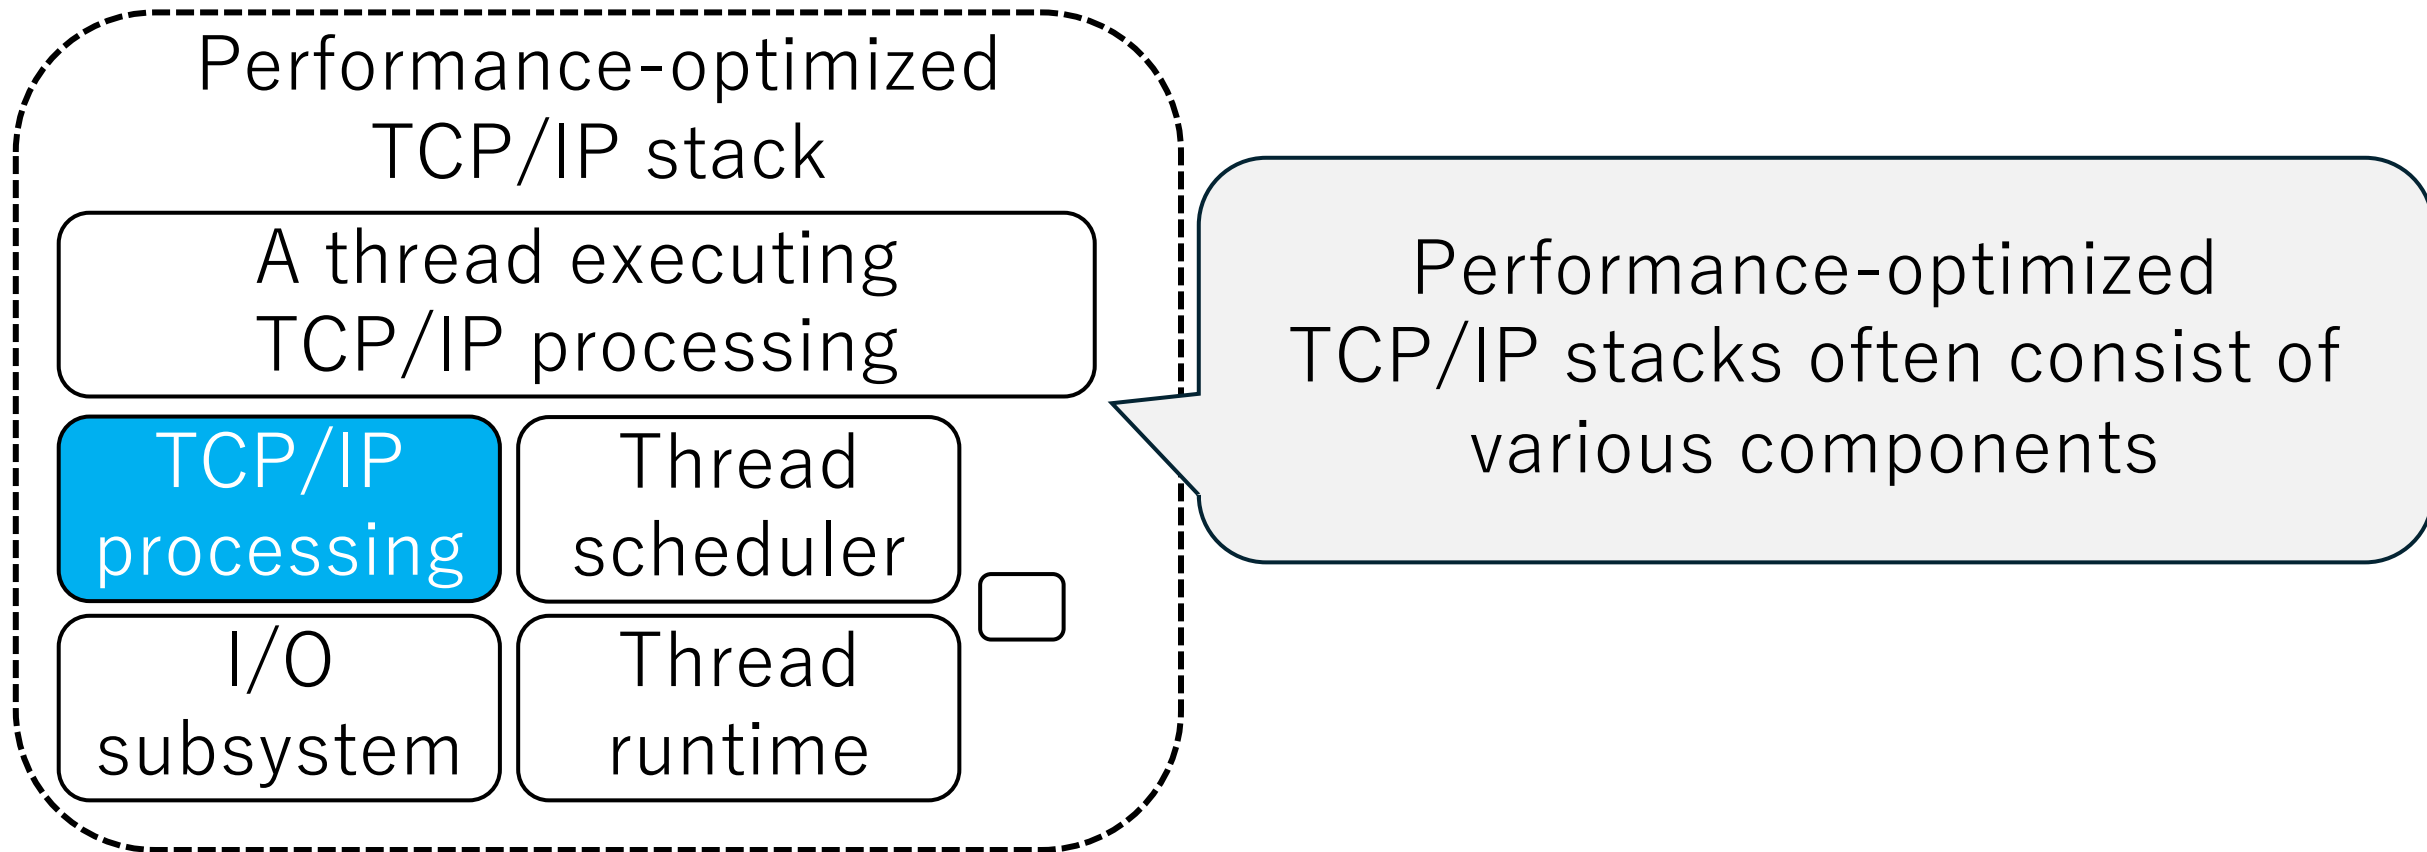 Performance-optimized
TCP/IP stack
A thread executing
TCP/IP processing
TCP/IP
processing
Thread
scheduler
I/O
subsystem
Thread
runtime
Performance-optimized
TCP/IP stacks often consist of
various components